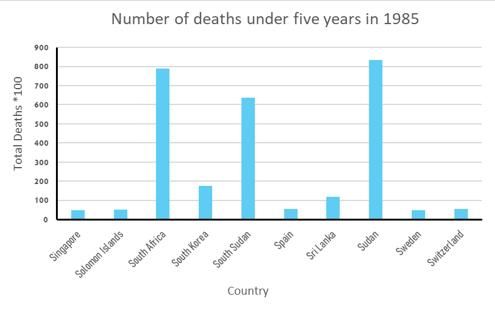 Number of deaths under five years in 1985
Total Deaths *100
900
800
700
600
500
400
300
200
100
0
Singapore
Solomon Islands
South Africa
South Korea
South Sudan
Spain
Sri Lanka
Sudan
Sweden
Switzerland
Country